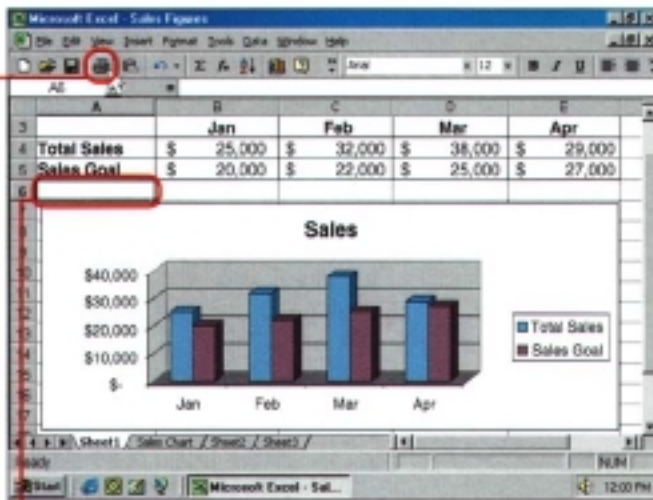 Microsoft Excel - Sales Figures
File Edit View Insert Format Tools Data Window Help
Arial 12 B I U
A6 =
A B C D E
3 Jan Feb Mar Apr
4 Total Sales $ 25,000 $ 32,000 $ 38,000 $ 29,000
5 Sales Goal $ 20,000 $ 22,000 $ 25,000 $ 27,000
6
Sales
$40,000
$30,000
$20,000
$10,000
$-
Jan Feb Mar Apr
Total Sales
Sales Goal
Sheet1 / Sales Chart / Sheet2 / Sheet3 /
Ready NUM
Start Microsoft Excel - Sal... 12:00 PM